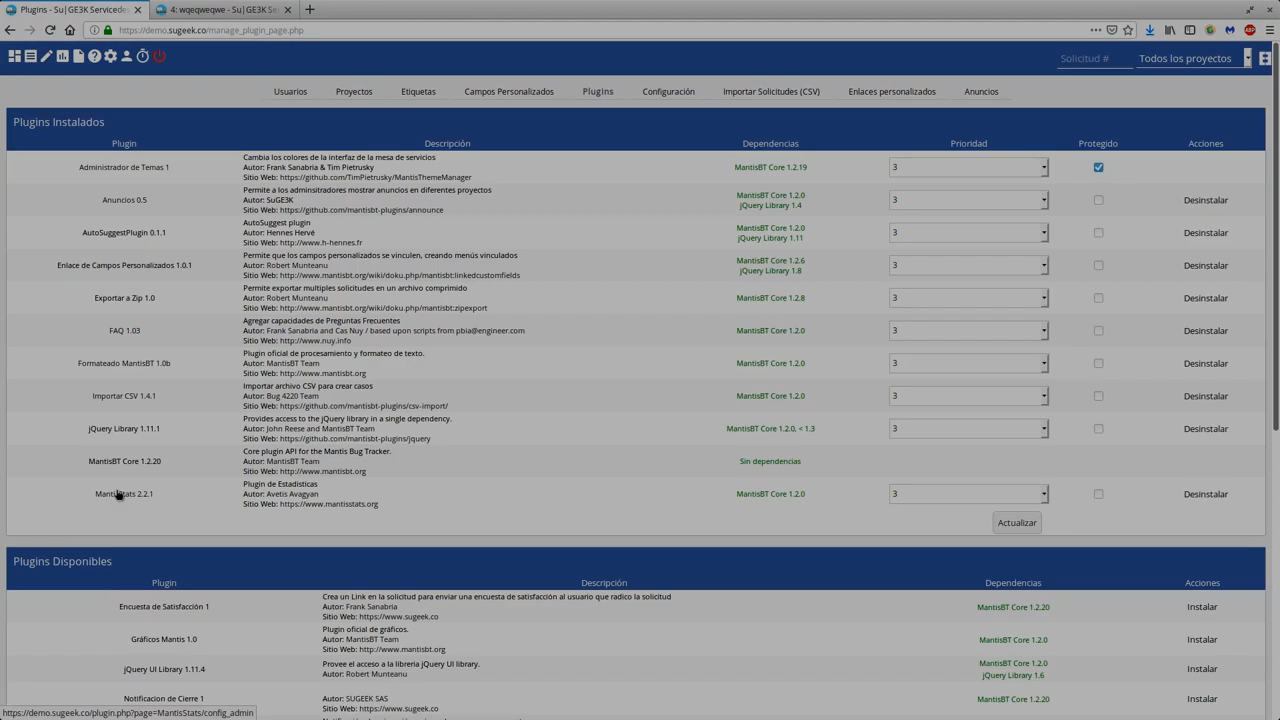 Plugins - Su|GE3K Servicedes
4: wqeqweqwe - Su|GE3K Ser
https://demo.sugeek.co/manage_plugin_page.php
Solicitud #
Todos los proyectos
Usuarios Proyectos Etiquetas Campos Personalizados Plugins Configuración Importar Solicitudes (CSV) Enlaces personalizados Anuncios
Plugins Instalados
Plugin Descripción Dependencias Prioridad Protegido Acciones
Cambia los colores de la interfaz de la mesa de servicios
Administrador de Temas 1 Autor: Frank Sanabria & Tim Pietrusky MantisBT Core 1.2.19 3
Sitio Web: https://github.com/TimPietrusky/MantisThemeManager
Permite a los adminsitradores mostrar anuncios en diferentes proyectos
MantisBT Core 1.2.0
Anuncios 0.5 Autor: SuGE3K 3 Desinstalar
jQuery Library 1.4
Sitio Web: https://github.com/mantisbt-plugins/announce
AutoSuggest plugin
MantisBT Core 1.2.0
AutoSuggestPlugin 0.1.1 Autor: Hennes Hervé 3 Desinstalar
jQuery Library 1.11
Sitio Web: http://www.h-hennes.fr
Permite que los campos personalizados se vinculen, creando menús vinculados
MantisBT Core 1.2.6
Enlace de Campos Personalizados 1.0.1 Autor: Robert Munteanu 3 Desinstalar
jQuery Library 1.8
Sitio Web: http://www.mantisbt.org/wiki/doku.php/mantisbt:linkedcustomfields
Permite exportar multiples solicitudes en un archivo comprimido
Exportar a Zip 1.0 Autor: Robert Munteanu MantisBT Core 1.2.8 3 Desinstalar
Sitio Web: http://www.mantisbt.org/wiki/doku.php/mantisbt:zipexport
Agregar capacidades de Preguntas Frecuentes
FAQ 1.03 Autor: Frank Sanabria and Cas Nuy / based upon scripts from pbia@engineer.com MantisBT Core 1.2.0 3 Desinstalar
Sitio Web: http://www.nuy.info
Plugin oficial de procesamiento y formateo de texto.
Formateado MantisBT 1.0b Autor: MantisBT Team MantisBT Core 1.2.0 3 Desinstalar
Sitio Web: http://www.mantisbt.org
Importar archivo CSV para crear casos
Importar CSV 1.4.1 Autor: Bug 4220 Team MantisBT Core 1.2.0 3 Desinstalar
Sitio Web: https://github.com/mantisbt-plugins/csv-import/
Provides access to the jQuery library in a single dependency.
jQuery Library 1.11.1 Autor: John Reese and MantisBT Team MantisBT Core 1.2.0, < 1.3 3 Desinstalar
Sitio Web: https://github.com/mantisbt-plugins/jquery
Core plugin API for the Mantis Bug Tracker.
MantisBT Core 1.2.20 Autor: MantisBT Team Sin dependencias
Sitio Web: http://www.mantisbt.org
Plugin de Estadisticas
2.2.1 Autor: Avetis Avagyan MantisBT Core 1.2.0 3 Desinstalar
Sitio Web: https://www.mantisstats.org
Actualizar
Plugins Disponibles
Plugin Descripción Dependencias Acciones
Crea un Link en la solicitud para enviar una encuesta de satisfacción al usuario que radico la solicitud
Encuesta de Satisfacción 1 Autor: Frank Sanabria MantisBT Core 1.2.20 Instalar
Sitio Web: https://www.sugeek.co
Plugin oficial de gráficos.
Gráficos Mantis 1.0 Autor: MantisBT Team MantisBT Core 1.2.0 Instalar
Sitio Web: http://www.mantisbt.org
Provee el acceso a la libreria jQuery UI library. MantisBT Core 1.2.0
jQuery UI Library 1.11.4 Autor: Robert Munteanu jQuery Library 1.6 Instalar
Notificacion de Cierre 1 Autor: SUGEEK SAS MantisBT Core 1.2.20 Instalar
Sitio Web: https://www.sugeek.co
https://demo.sugeek.co/plugin.php?page=MantisStats/config_admin